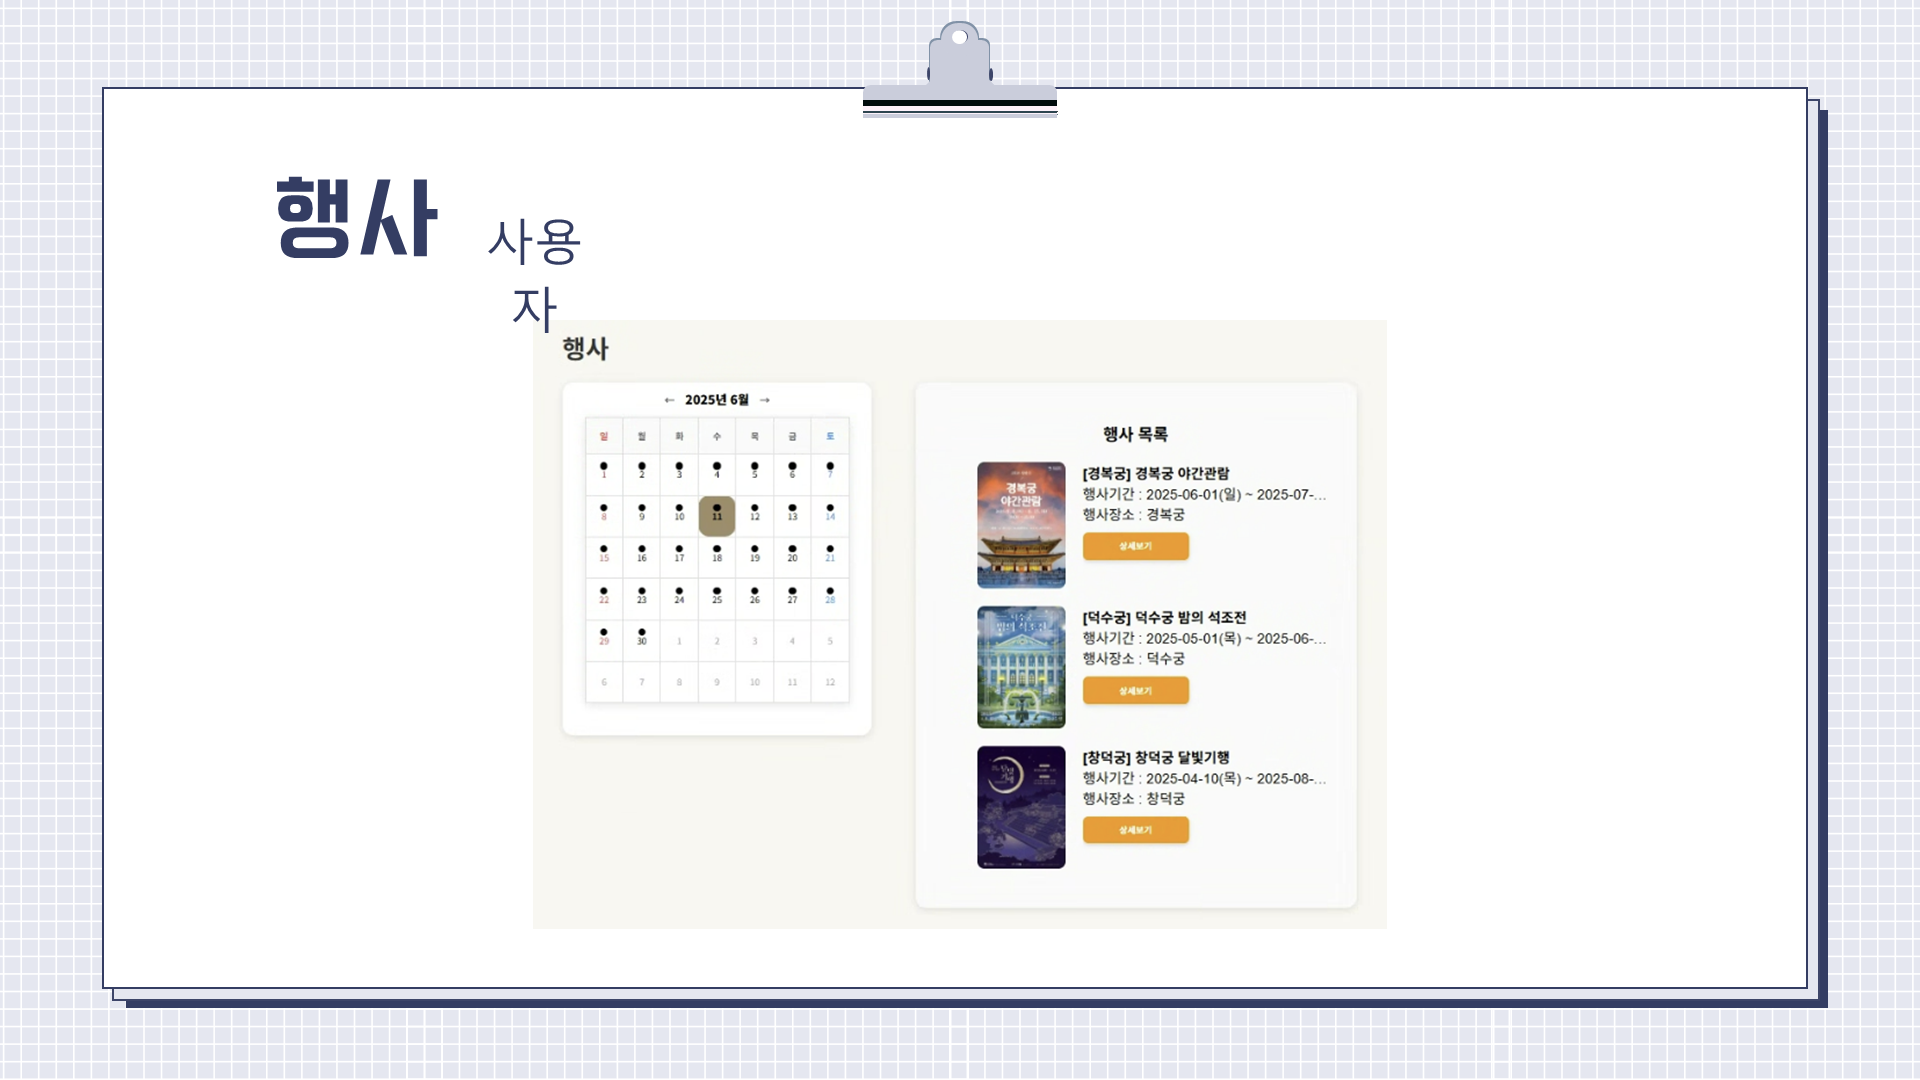 행사
사용
자
행사
← 2025년 6월 →
일 월 화 수 목 금 토
1 2 3 4 5 6 7
8 9 10 11 12 13 14
15 16 17 18 19 20 21
22 23 24 25 26 27 28
29 30 1 2 3 4 5
6 7 8 9 10 11 12
행사 목록
경복궁
야간관람
[경복궁] 경복궁 야간관람
행사기간 : 2025-06-01(일) ~ 2025-07-...
행사장소 : 경복궁
상세보기
밤의 석조전
[덕수궁] 덕수궁 밤의 석조전
행사기간 : 2025-05-01(목) ~ 2025-06-...
행사장소 : 덕수궁
상세보기
[창덕궁] 창덕궁 달빛기행
행사기간 : 2025-04-10(목) ~ 2025-08-...
행사장소 : 창덕궁
상세보기